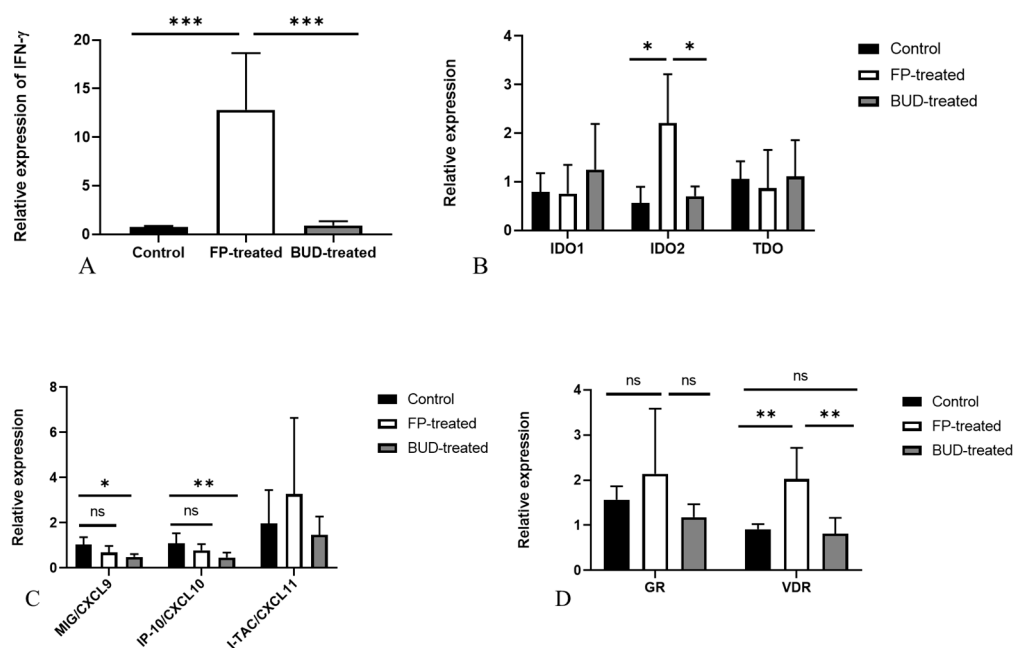 *** ***
Relative expression of IFN-γ
20
15
10
5
0
Control FP-treated BUD-treated
A
Relative expression
4
3
2
1
0
* *
IDO1 IDO2 TDO
Control
FP-treated
BUD-treated
B
Relative expression
8
6
4
2
0
* **
ns ns
MIG/CXCL9 IP-10/CXCL10 I-TAC/CXCL11
Control
FP-treated
BUD-treated
C
Relative expression
4
3
2
1
0
ns ns ns
** **
GR VDR
Control
FP-treated
BUD-treated
D